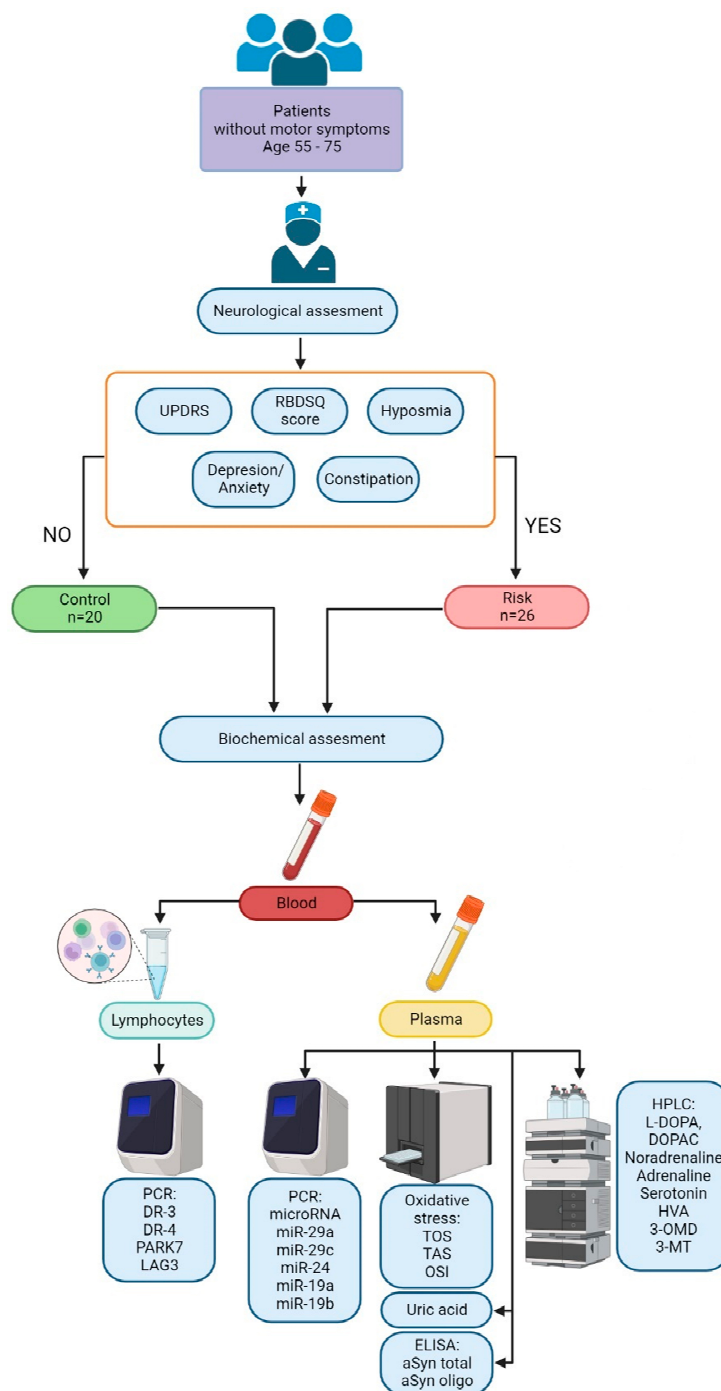 Patients
without motor symptoms
Age 55 - 75
Neurological assesment
UPDRS
RBDSQ
score
Hyposmia
Depresion/
Anxiety
Constipation
NO
YES
Control
n=20
Risk
n=26
Biochemical assesment
Blood
Lymphocytes
Plasma
PCR:
DR-3
DR-4
PARK7
LAG3
PCR:
microRNA
miR-29a
miR-29c
miR-24
miR-19a
miR-19b
Oxidative
stress:
TOS
TAS
OSI
Uric acid
ELISA:
aSyn total
aSyn oligo
HPLC:
L-DOPA,
DOPAC
Noradrenaline
Adrenaline
Serotonin
HVA
3-OMD
3-MT